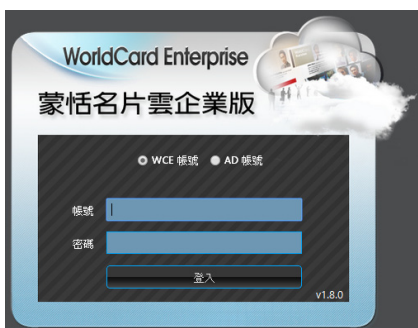 WorldCard Enterprise
蒙恬名片雲企業版
WCE 帳號 AD 帳號
帳號
密碼
登入
v1.8.0